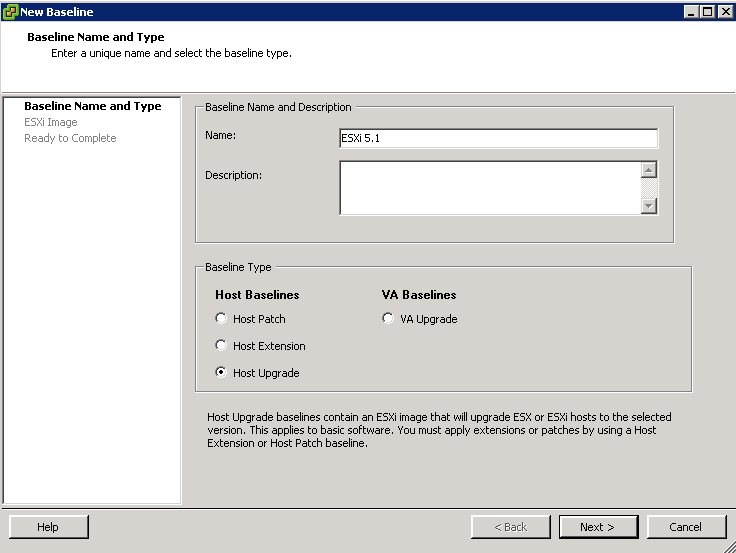 New Baseline
Baseline Name and Type
Enter a unique name and select the baseline type.
Baseline Name and Type
ESXi Image
Ready to Complete
Baseline Name and Description
Name:
ESXi 5.1
Description:
Baseline Type
Host Baselines
VA Baselines
Host Patch
VA Upgrade
Host Extension
Host Upgrade
Host Upgrade baselines contain an ESXi image that will upgrade ESX or ESXi hosts to the selected
version. This applies to basic software. You must apply extensions or patches by using a Host
Extension or Host Patch baseline.
Help
< Back
Next >
Cancel